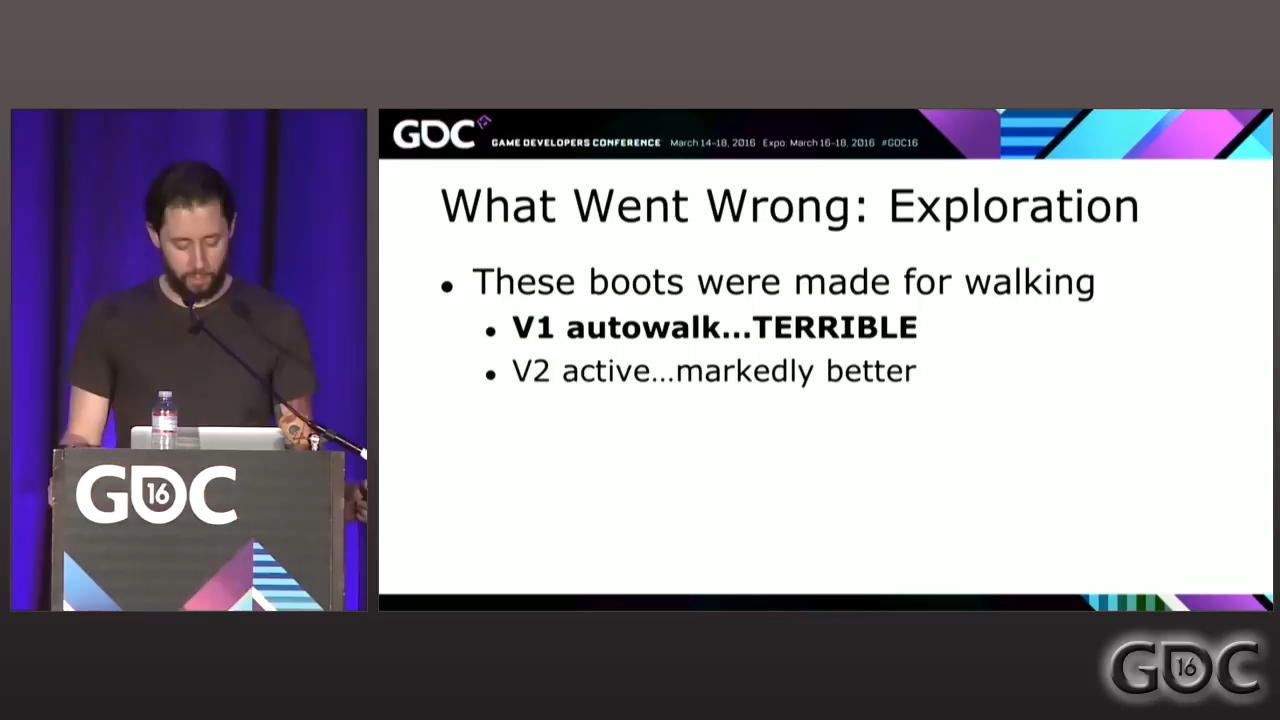 GDC
GAME DEVELOPERS CONFERENCE March 14-18, 2016 Expo: March 16-18, 2016 #GDC16
What Went Wrong: Exploration
• These boots were made for walking
• V1 autowalk...TERRIBLE
• V2 active...markedly better
GDC
16
GDC
16